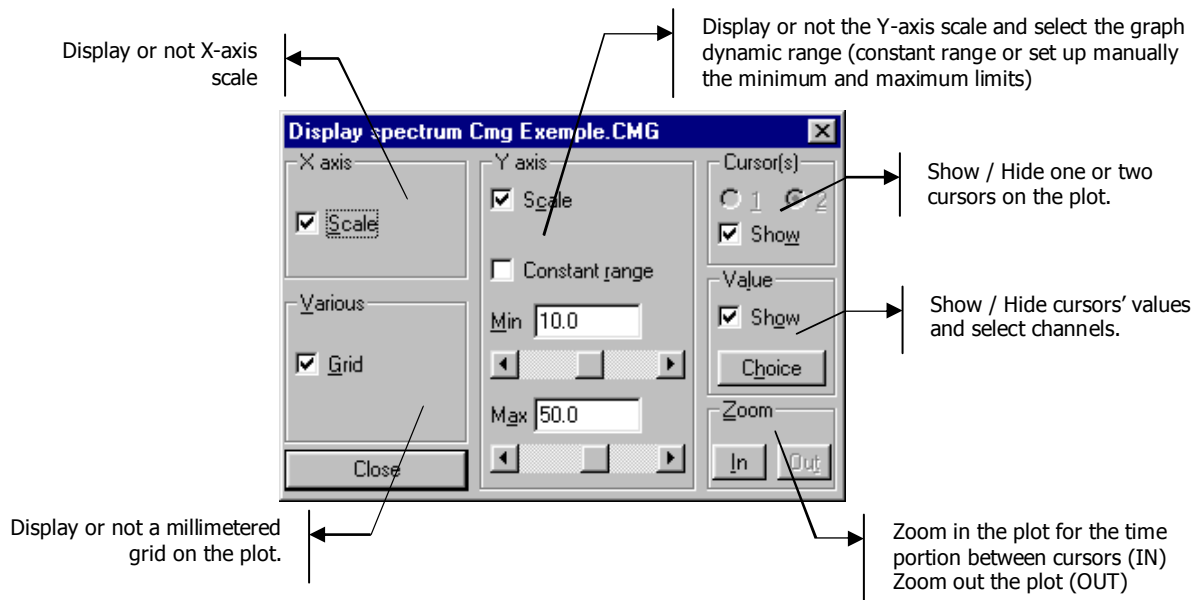 Display or not X-axis
scale
Display or not the Y-axis scale and select the graph
dynamic range (constant range or set up manually
the minimum and maximum limits)
Display spectrum Cmg Exemple.CMG
X axis
Scale
Various
Grid
Close
Y axis
Scale
Constant range
Min 10.0
Max 50.0
Cursor(s)
1 2
Show
Value
Show
Choice
Zoom
In Out
Show / Hide one or two
cursors on the plot.
Show / Hide cursors’ values
and select channels.
Display or not a millimetered
grid on the plot.
Zoom in the plot for the time
portion between cursors (IN)
Zoom out the plot (OUT)